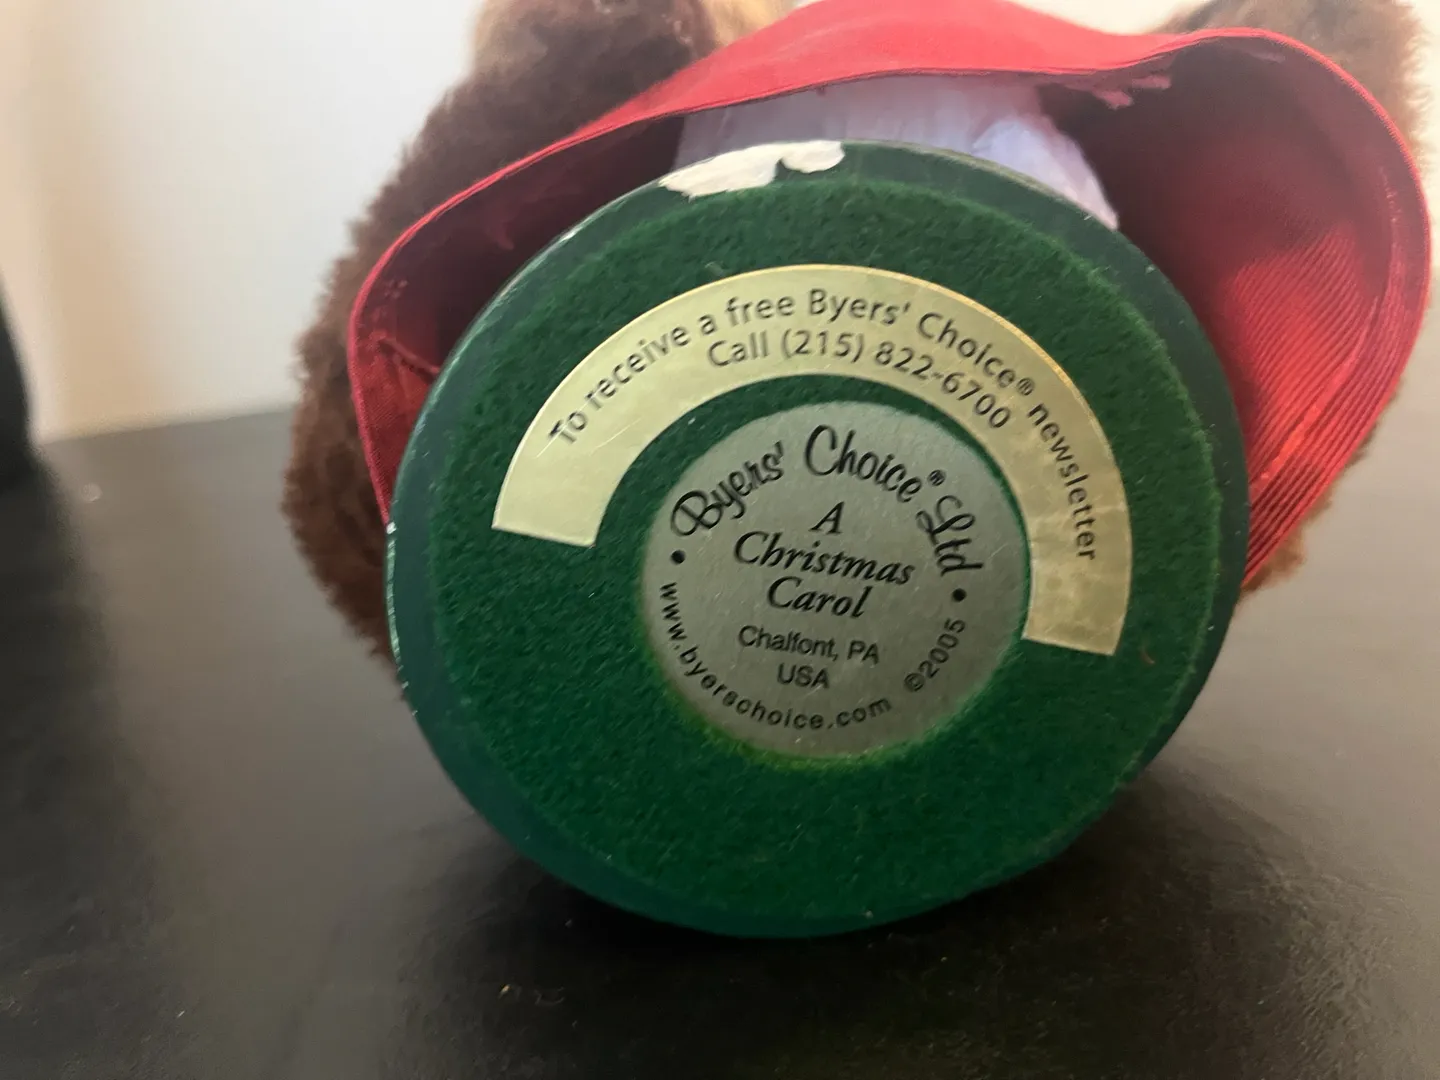 To receive a free Byers' Choice® newsletter
Call (215) 822-6700
Byers' Choice® Ltd
A
Christmas
Carol
Chalfont, PA
USA
www.byerschoice.com ©2005